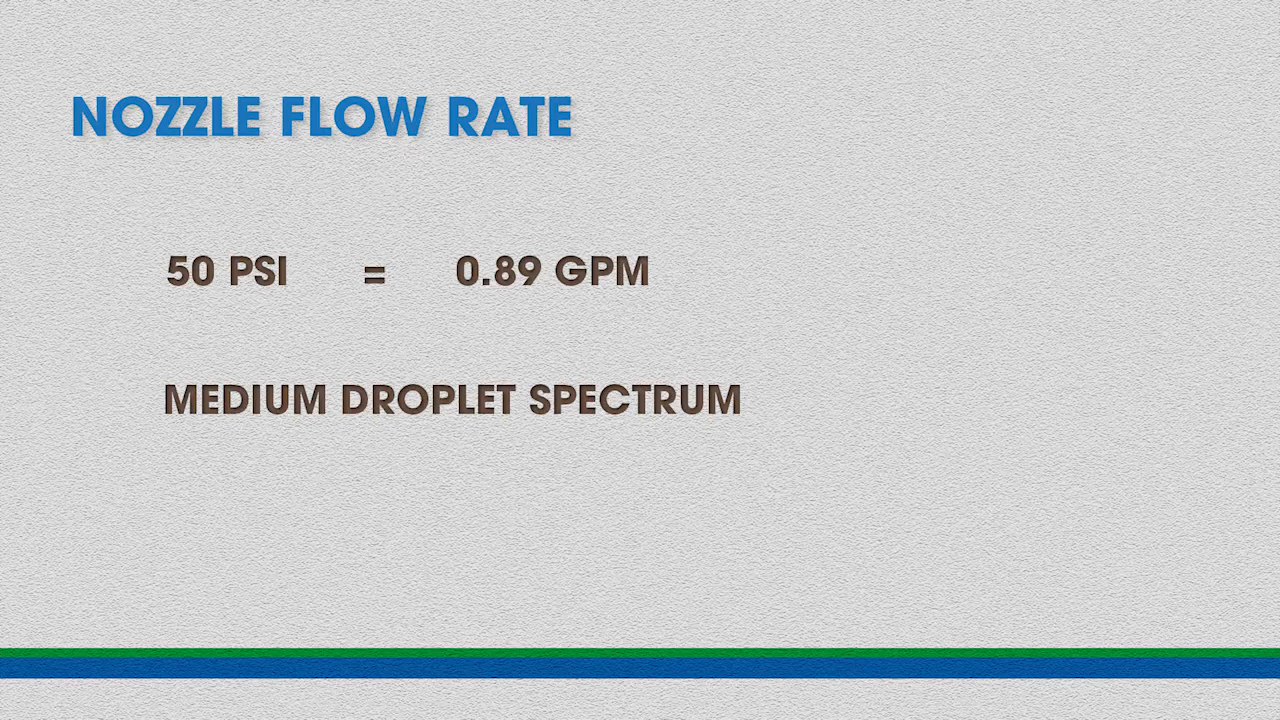 NOZZLE FLOW RATE
50 PSI = 0.89 GPM
MEDIUM DROPLET SPECTRUM